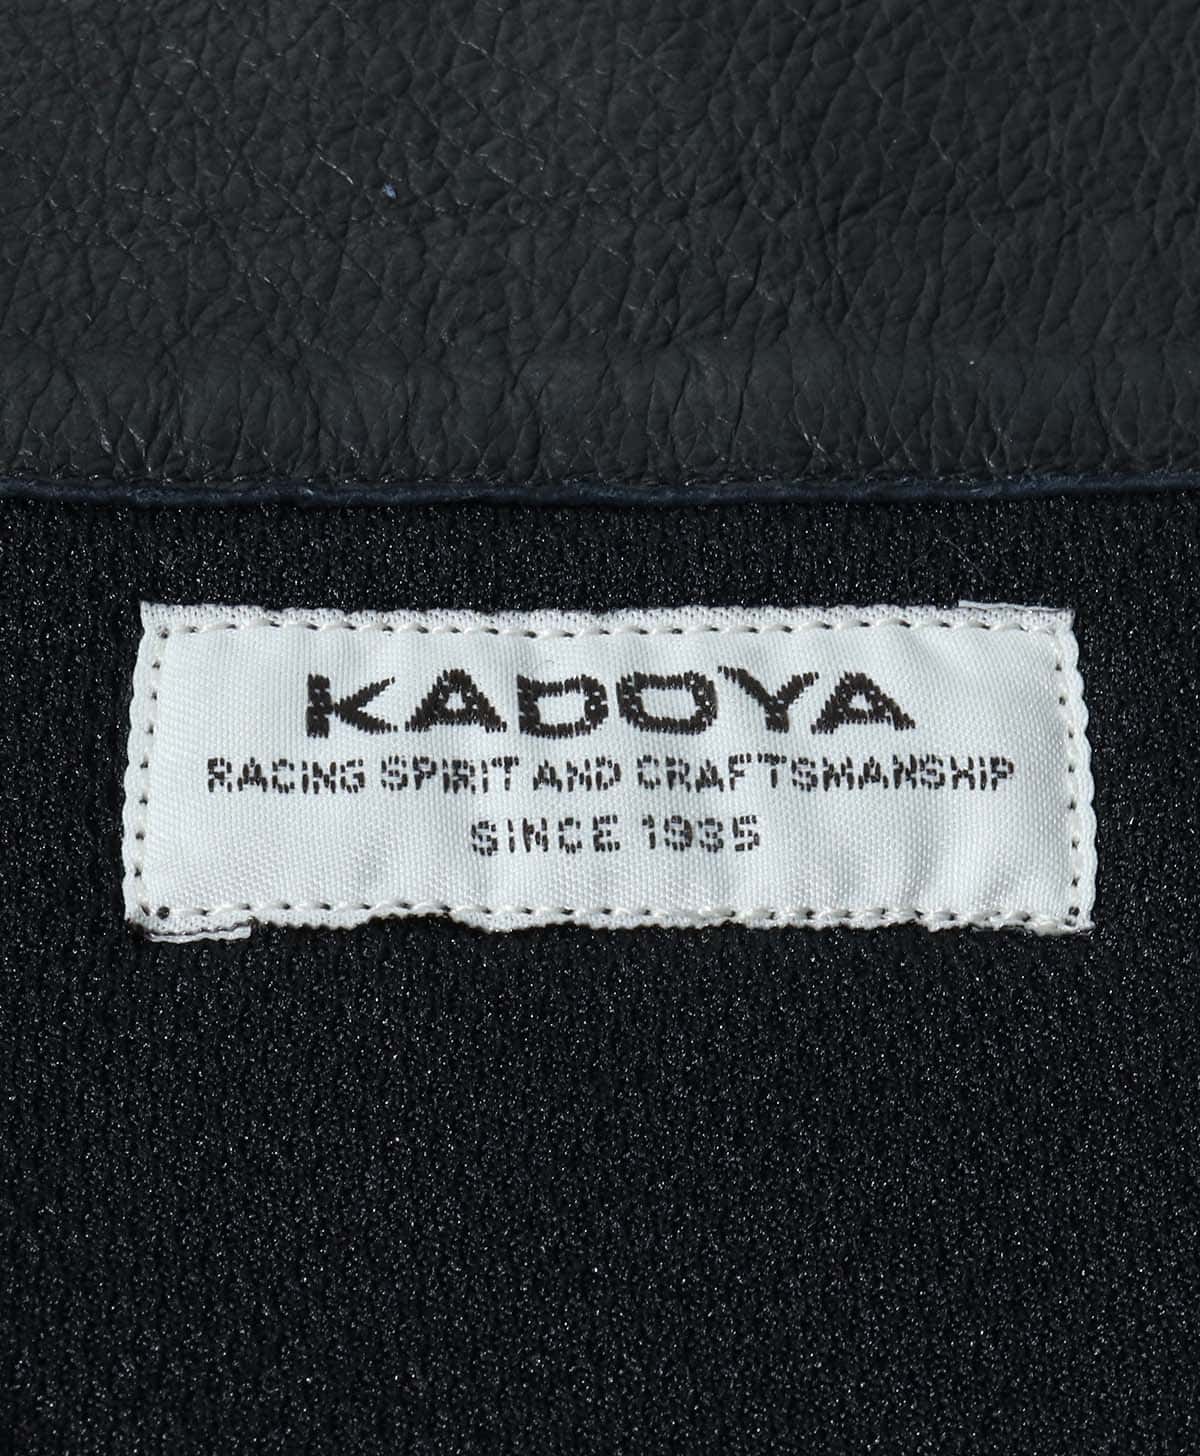 KADOYA
RACING SPIRIT AND CRAFTSMANSHIP
SINCE 1935